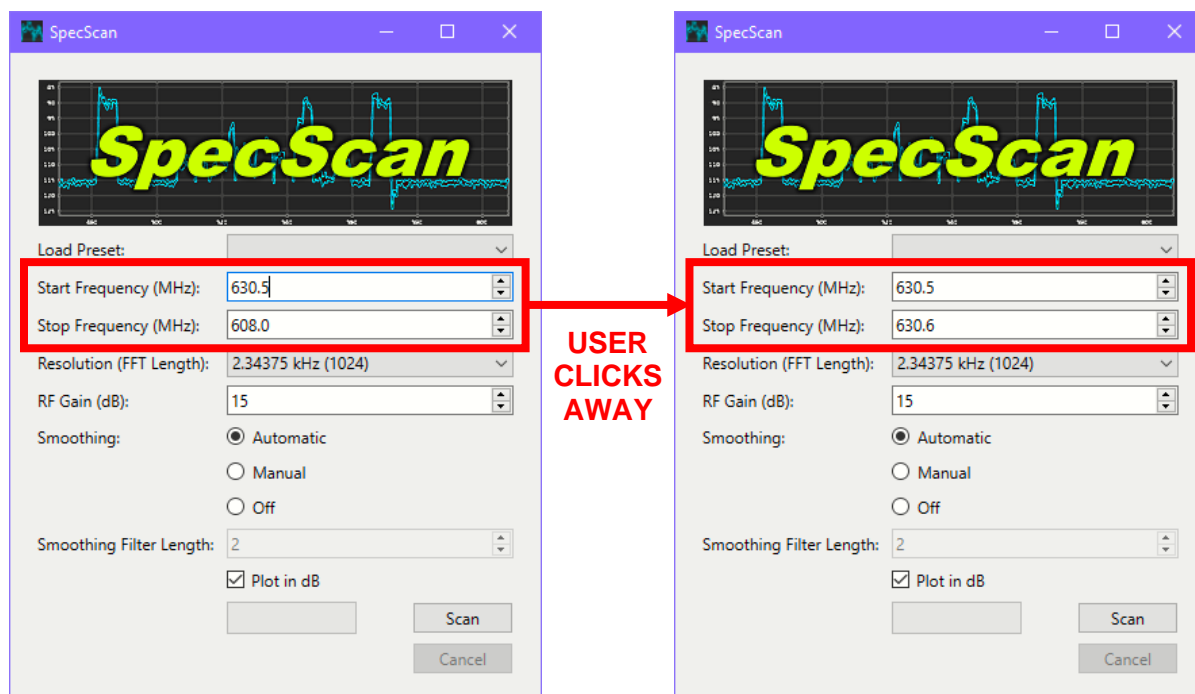 SpecScan
SpecScan
Load Preset:
Start Frequency (MHz): 630.5
Stop Frequency (MHz): 608.0
Resolution (FFT Length): 2.34375 kHz (1024)
RF Gain (dB): 15
Smoothing: Automatic
Manual
Off
Smoothing Filter Length: 2
Plot in dB
Scan
Cancel
USER
CLICKS
AWAY
SpecScan
SpecScan
Load Preset:
Start Frequency (MHz): 630.5
Stop Frequency (MHz): 630.6
Resolution (FFT Length): 2.34375 kHz (1024)
RF Gain (dB): 15
Smoothing: Automatic
Manual
Off
Smoothing Filter Length: 2
Plot in dB
Scan
Cancel